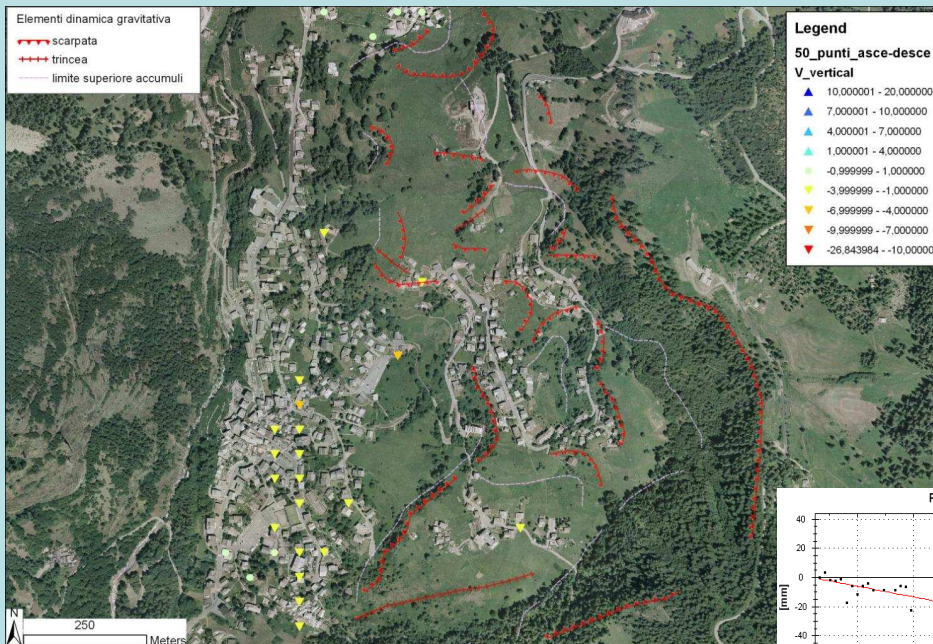 Elementi dinamica gravitativa
scarpata
trincea
limite superiore accumuli
Legend
50_punti_asce-desce
V_vertical
10,000001 - 20,000000
7,000001 - 10,000000
4,000001 - 7,000000
1,000001 - 4,000000
-0,999999 - 1,000000
-3,999999 - -1,000000
-6,999999 - -4,000000
-9,999999 - -7,000000
-26,843984 - -10,00000
N
250
Meters
40
20
0
-20
-40
[mm]